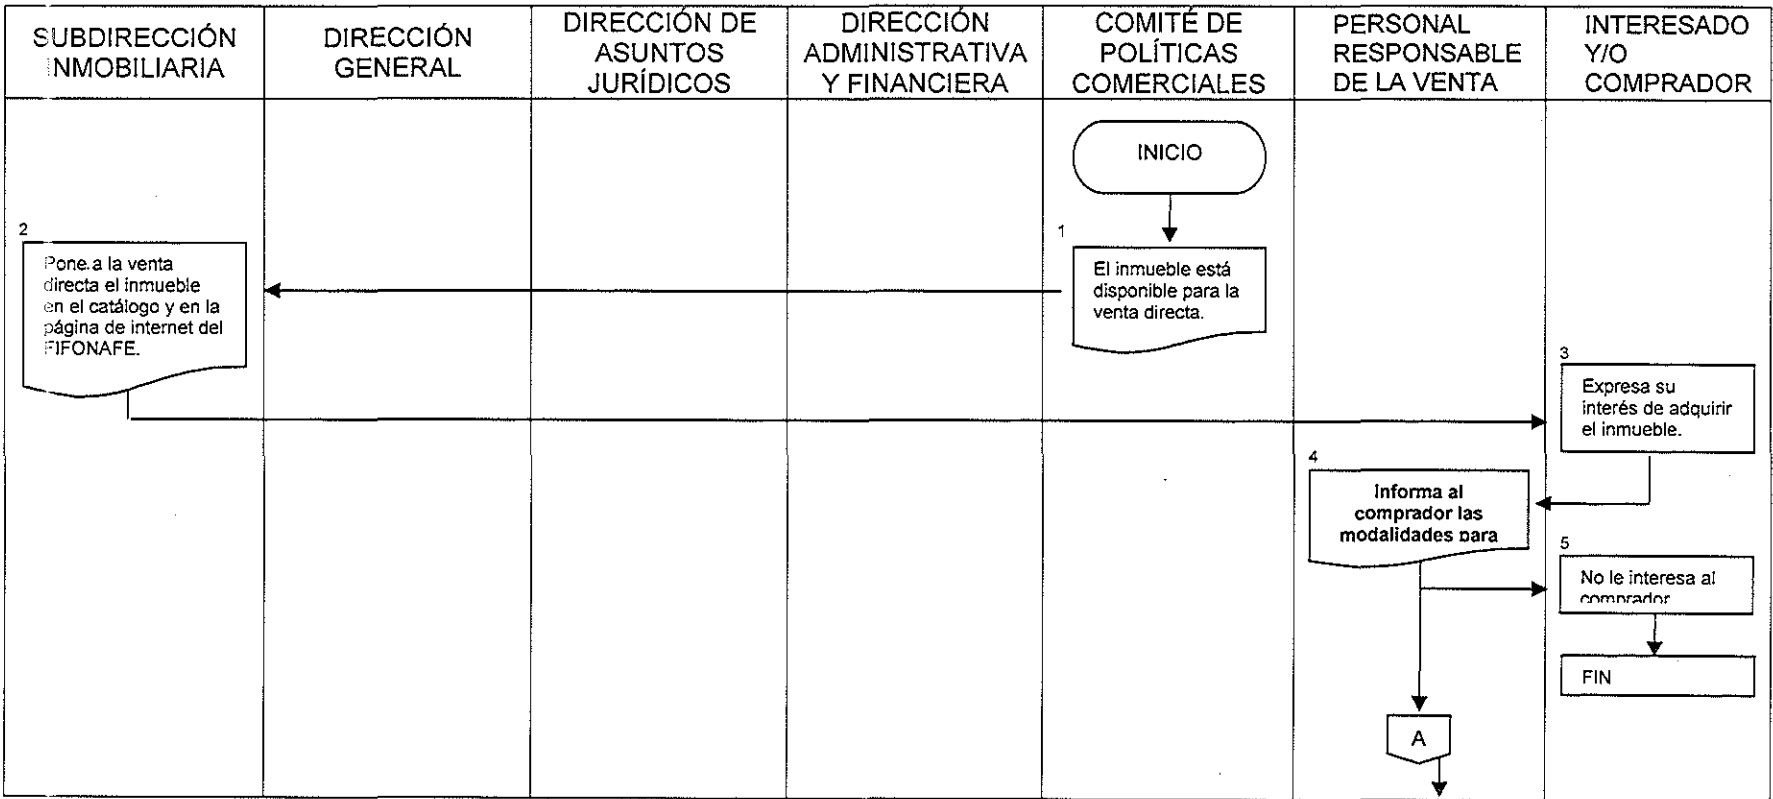 SUBDIRECCIÓN
INMOBILIARIA
DIRECCIÓN
GENERAL
DIRECCIÓN DE
ASUNTOS
JURÍDICOS
DIRECCIÓN
ADMINISTRATIVA
Y FINANCIERA
COMITÉ DE
POLÍTICAS
COMERCIALES
PERSONAL
RESPONSABLE
DE LA VENTA
INTERESADO
Y/O
COMPRADOR
INICIO
1
El inmueble está
disponible para la
venta directa.
2
Pone a la venta
directa el inmueble
en el catálogo y en la
página de internet del
FIFONAFE.
3
Expresa su
interés de adquirir
el inmueble.
4
Informa al
comprador las
modalidades para
5
No le interesa al
comprador
FIN
A